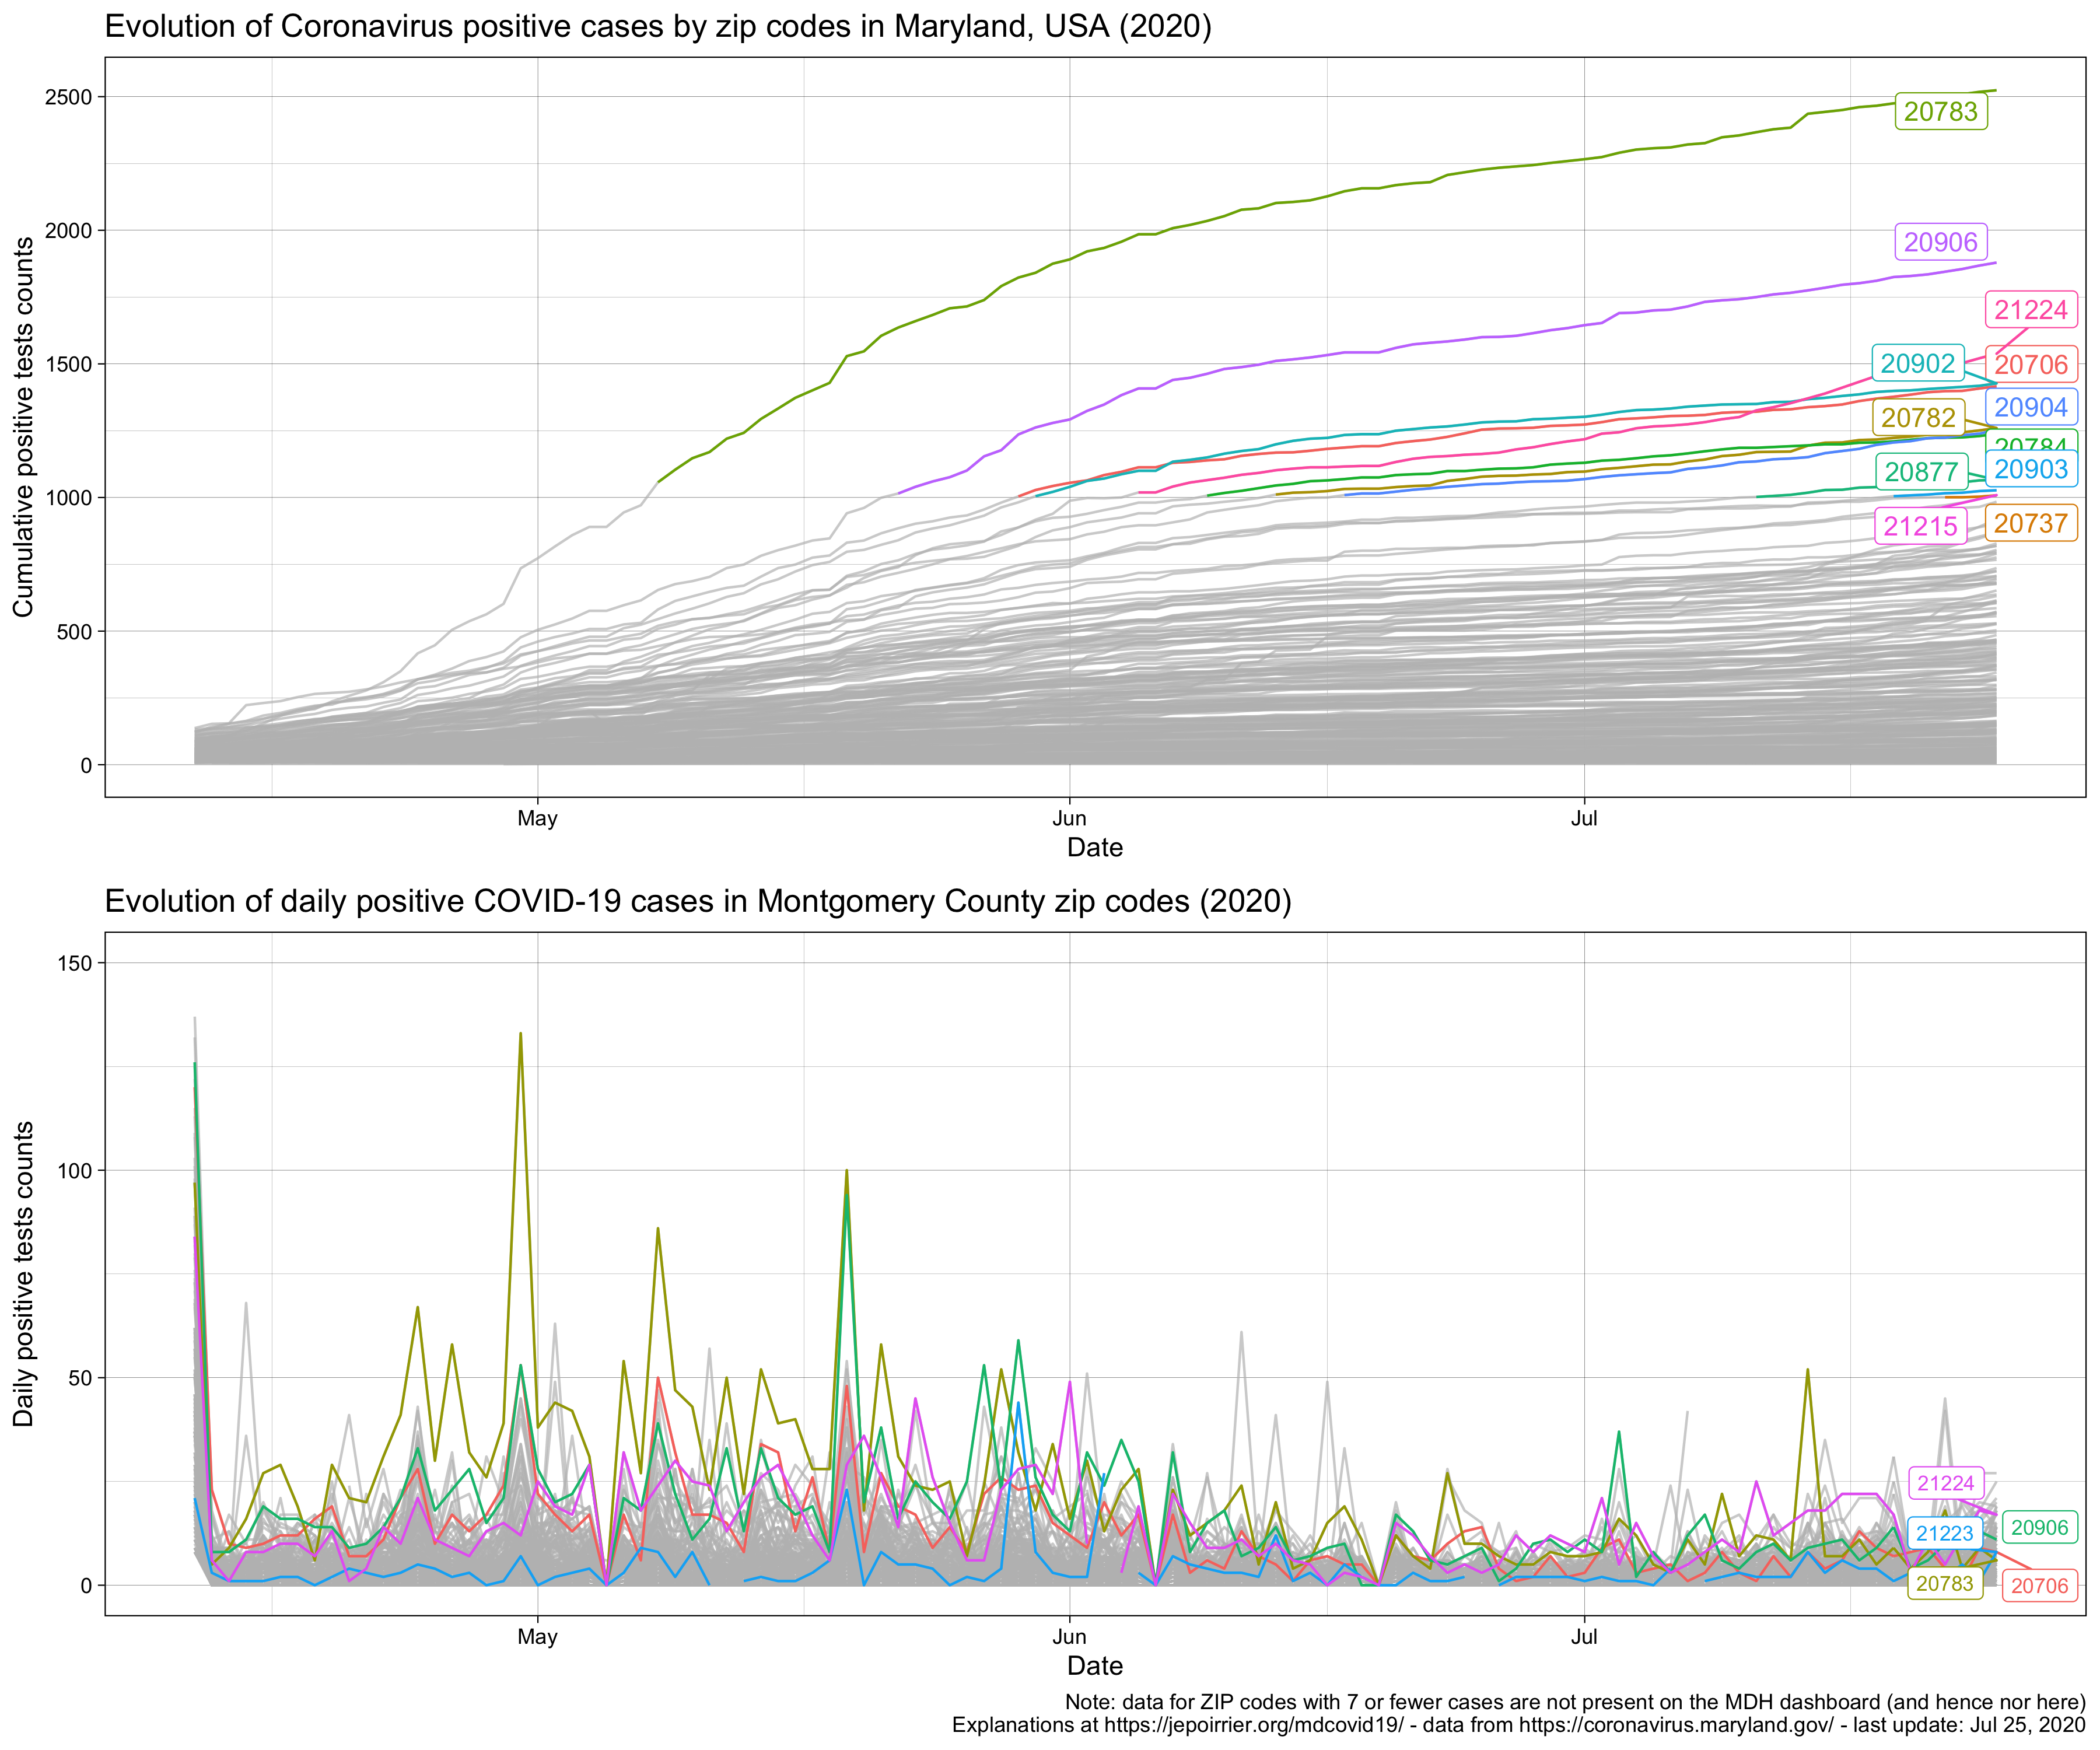 Evolution of Coronavirus positive cases by zip codes in Maryland, USA (2020)
Cumulative positive tests counts
2500
2000
1500
1000
500
0
20783
20906
21224
20902
20706
20904
20782
20784
20877
20903
21215
20737
May
Jun
Jul
Date
Evolution of daily positive COVID-19 cases in Montgomery County zip codes (2020)
Daily positive tests counts
150
100
50
0
21224
20906
21223
20783
20706
May
Jun
Jul
Date
Note: data for ZIP codes with 7 or fewer cases are not present on the MDH dashboard (and hence nor here)
Explanations at https://jepoirrier.org/mdcovid19/ - data from https://coronavirus.maryland.gov/ - last update: Jul 25, 2020